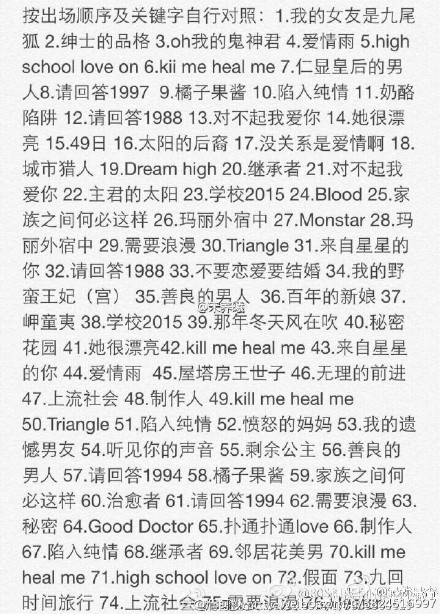 按出场顺序及关键字自行对照：1.我的女友是九尾
狐 2.绅士的品格 3.oh我的鬼神君 4.爱情雨 5.high
school love on 6.kii me heal me 7.仁显皇后的男
人8.请回答1997  9.橘子果酱 10.陷入纯情 11.奶酪
陷阱 12.请回答1988 13.对不起我爱你 14.她很漂
亮 15.49日 16.太阳的后裔 17.没关系是爱情啊 18.
城市猎人 19.Dream high 20.继承者 21.对不起我
爱你 22.主君的太阳 23.学校2015 24.Blood 25.家
族之间何必这样 26.玛丽外宿中 27.Monstar 28.玛
丽外宿中 29.需要浪漫 30.Triangle 31.来自星星的
你 32.请回答1988 33.不要恋爱要结婚 34.我的野
蛮王妃（宫） 35.善良的男人  36.百年的新娘 37.
岬童夷 38.学校2015 39.那年冬天风在吹 40.秘密
花园 41.她很漂亮42.kill me heal me 43.来自星星
的你 44.爱情雨  45.屋塔房王世子 46.无理的前进
47.上流社会 48.制作人 49.kill me heal me
50.Triangle 51.陷入纯情 52.愤怒的妈妈 53.我的遗
憾男友 54.听见你的声音 55.剩余公主 56.善良的
男人 57.请回答1994 58.橘子果酱 59.家族之间何
必这样 60.治愈者 61.请回答1994 62.需要浪漫 63.
秘密 64.Good Doctor 65.扑通扑通love 66.制作人
67.陷入纯情 68.继承者 69.邻居花美男 70.kill me
heal me 71.high school love on 72.假面 73.九回
时间旅行 74.上流社会 75.需要浪漫